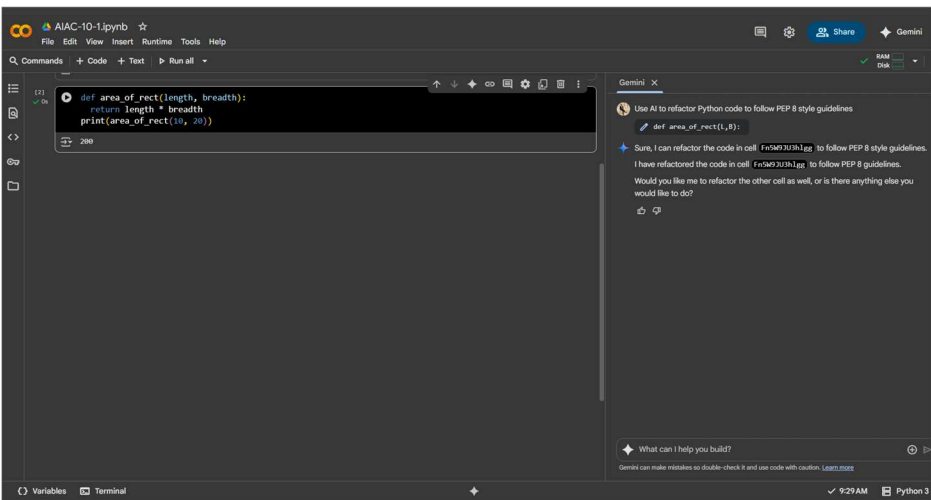 CO AIAC-10-1.ipynb
Share
Gemini
File Edit View Insert Runtime Tools Help
Commands + Code + Text Run all
RAM
Disk
[2]
0s
def area_of_rect(length, breadth):
return length * breadth
print(area_of_rect(10, 20))
200
Gemini
Use AI to refactor Python code to follow PEP 8 style guidelines
def area_of_rect(L,B):
Sure, I can refactor the code in cell Fn5W9JU3hlgg to follow PEP 8 style guidelines.
I have refactored the code in cell Fn5W9JU3hlgg to follow PEP 8 guidelines.
Would you like me to refactor the other cell as well, or is there anything else you
would like to do?
What can I help you build?
Gemini can make mistakes so double-check it and use code with caution. Learn more
{} Variables Terminal
9:29 AM Python 3